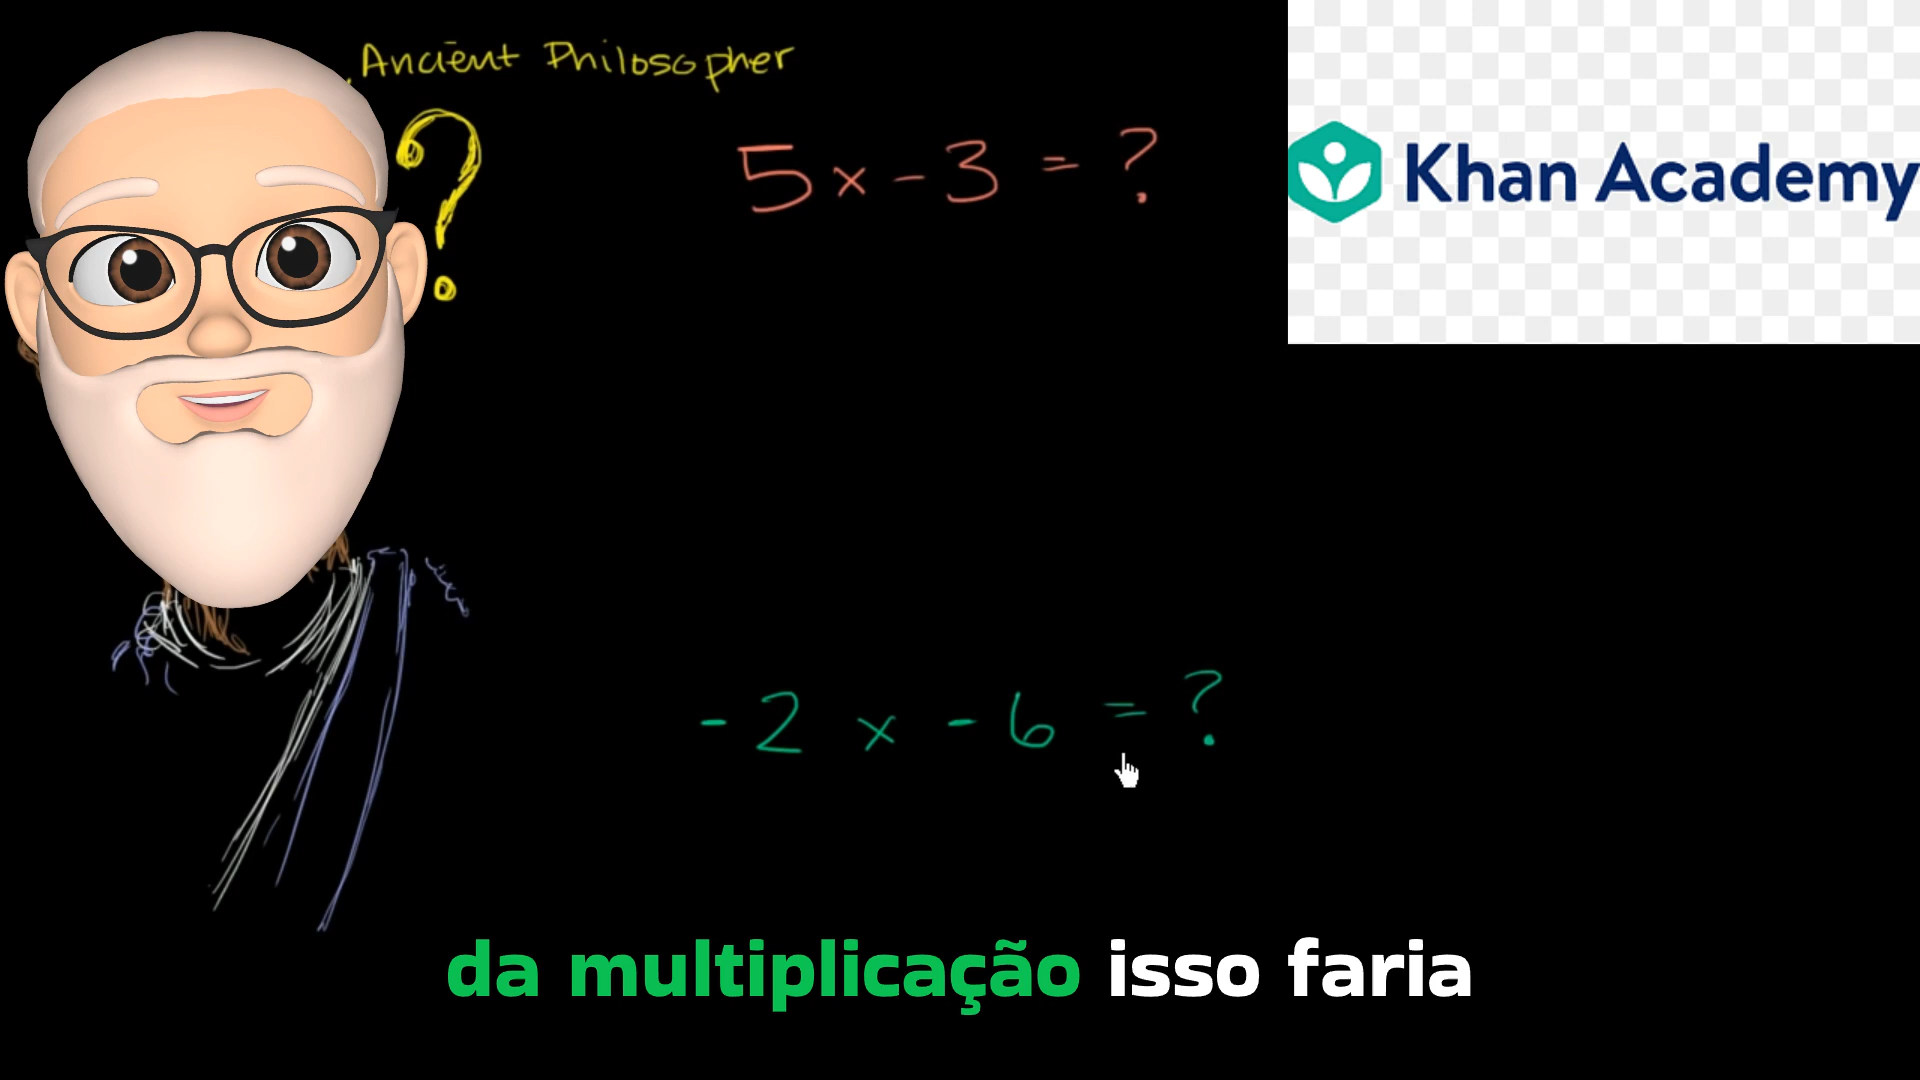 Ancient Philosopher
?
5 x -3 = ?
Khan Academy
-2 x -6 = ?
da multiplicação isso faria